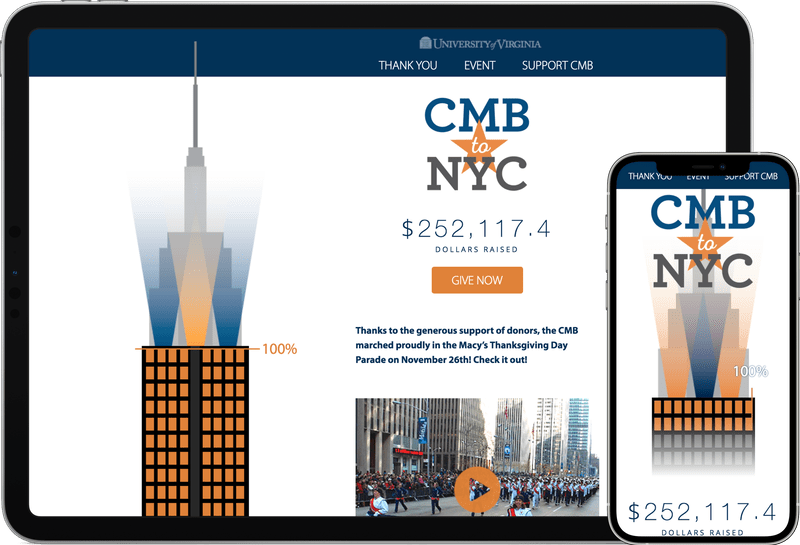 UNIVERSITY of VIRGINIA
THANK YOU EVENT SUPPORT CMB
CMB
to
NYC
$252,117.4
DOLLARS RAISED
GIVE NOW
100%
Thanks to the generous support of donors, the CMB
marched proudly in the Macy's Thanksgiving Day
Parade on November 26th! Check it out!
THANK YOU EVENT SUPPORT CMB
CMB
to
NYC
100%
$252,117.4
DOLLARS RAISED